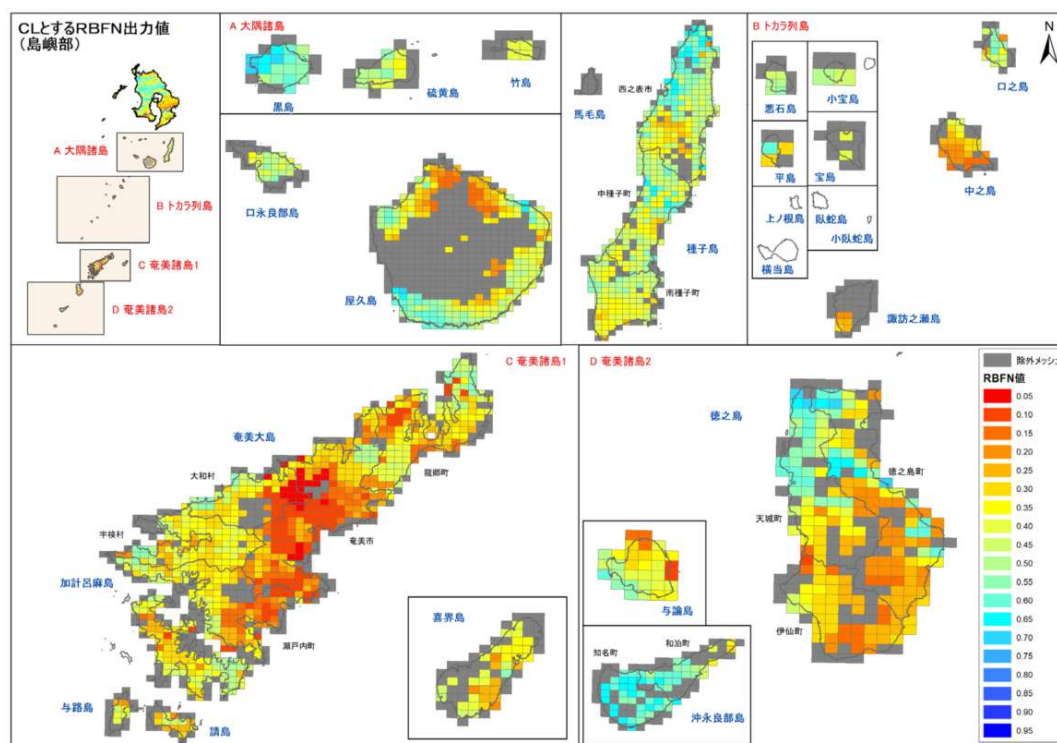 CLとするRBFN出力値
（島嶼部）
A 大隅諸島
B トカラ列島
C 奄美諸島1
D 奄美諸島2
A 大隅諸島
黒島
硫黄島
竹島
口永良部島
屋久島
馬毛島
西之表市
中種子町
種子島
南種子町
B トカラ列島
N
悪石島
小宝島
口之島
平島
宝島
中之島
上ノ根島
臥蛇島
小臥蛇島
横当島
諏訪之瀬島
C 奄美諸島1
奄美大島
大和村
龍郷町
宇検村
奄美市
加計呂麻島
瀬戸内町
与路島
請島
喜界島
D 奄美諸島2
徳之島
徳之島町
天城町
伊仙町
与論島
知名町
和泊町
沖永良部島
除外メッシュ
RBFN値
0.05
0.10
0.15
0.20
0.25
0.30
0.35
0.40
0.45
0.50
0.55
0.60
0.65
0.70
0.75
0.80
0.85
0.90
0.95